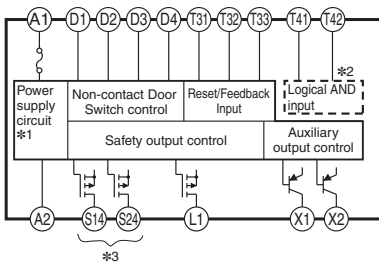 A1 D1 D2 D3 D4 T31 T32 T33 T41 T42
*2
Power supply circuit *1
Non-contact Door Switch control
Reset/Feedback Input
Logical AND input
Safety output control
Auxiliary output control
A2 S14 S24 L1 X1 X2
*3